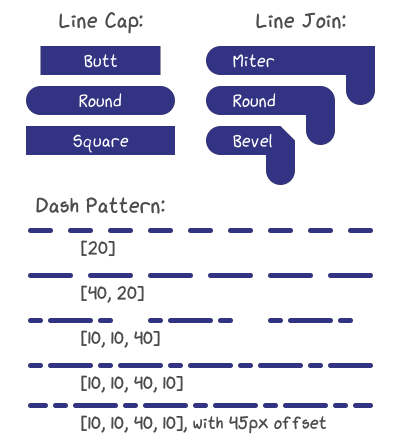 Line Cap:
Butt
Round
Square
Line Join:
Miter
Round
Bevel
Dash Pattern:
[20]
[40, 20]
[10, 10, 40]
[10, 10, 40, 10]
[10, 10, 40, 10], with 45px offset